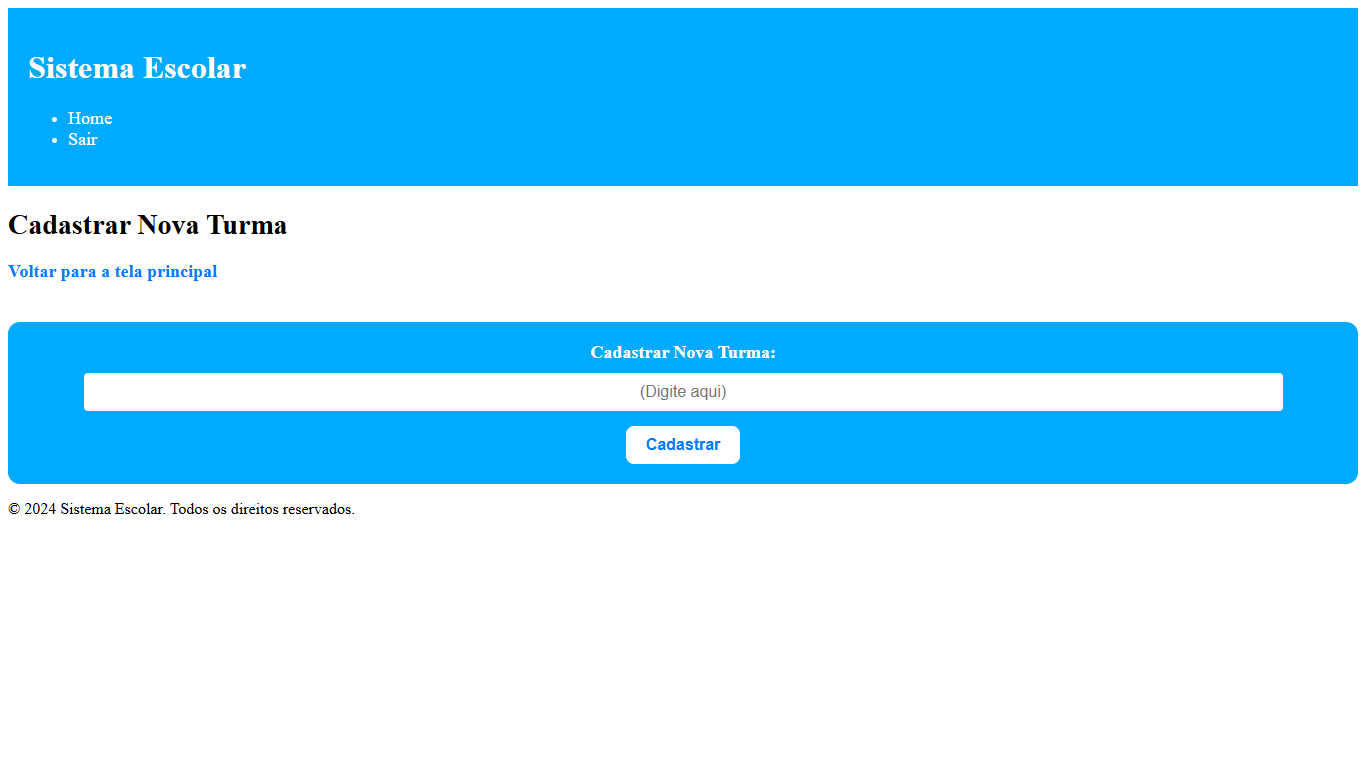 Sistema Escolar
Home
Sair
Cadastrar Nova Turma
Voltar para a tela principal
Cadastrar Nova Turma:
(Digite aqui)
Cadastrar
© 2024 Sistema Escolar. Todos os direitos reservados.